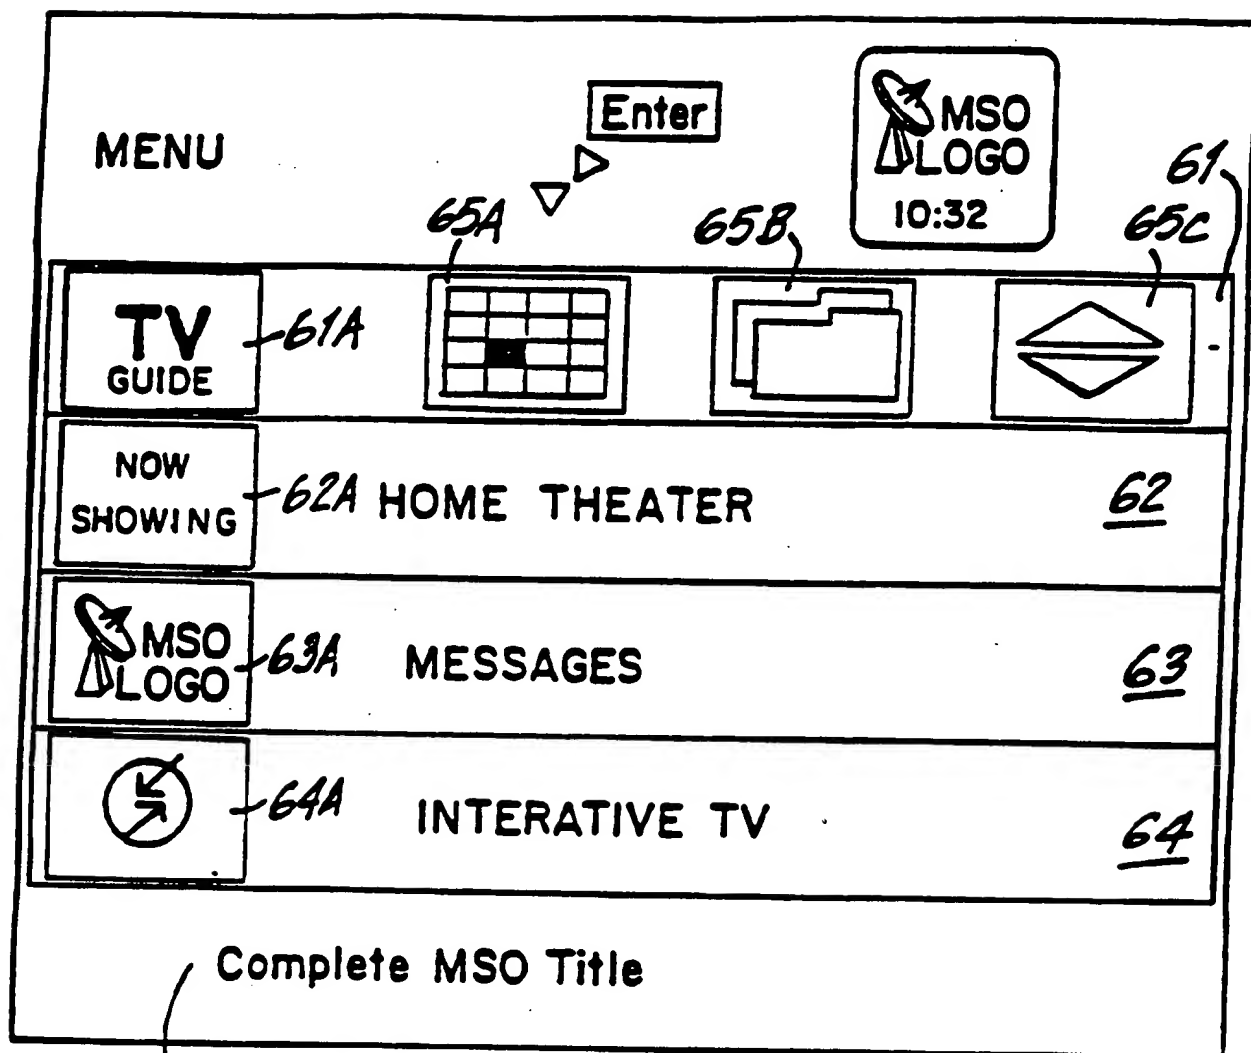 Enter
MENU
MSO
LOGO
10:32
61
65A
65B
65C
TV
GUIDE
61A
NOW
SHOWING
62A
HOME THEATER
62
MSO
LOGO
63A
MESSAGES
63
64A
INTERATIVE TV
64
Complete MSO Title